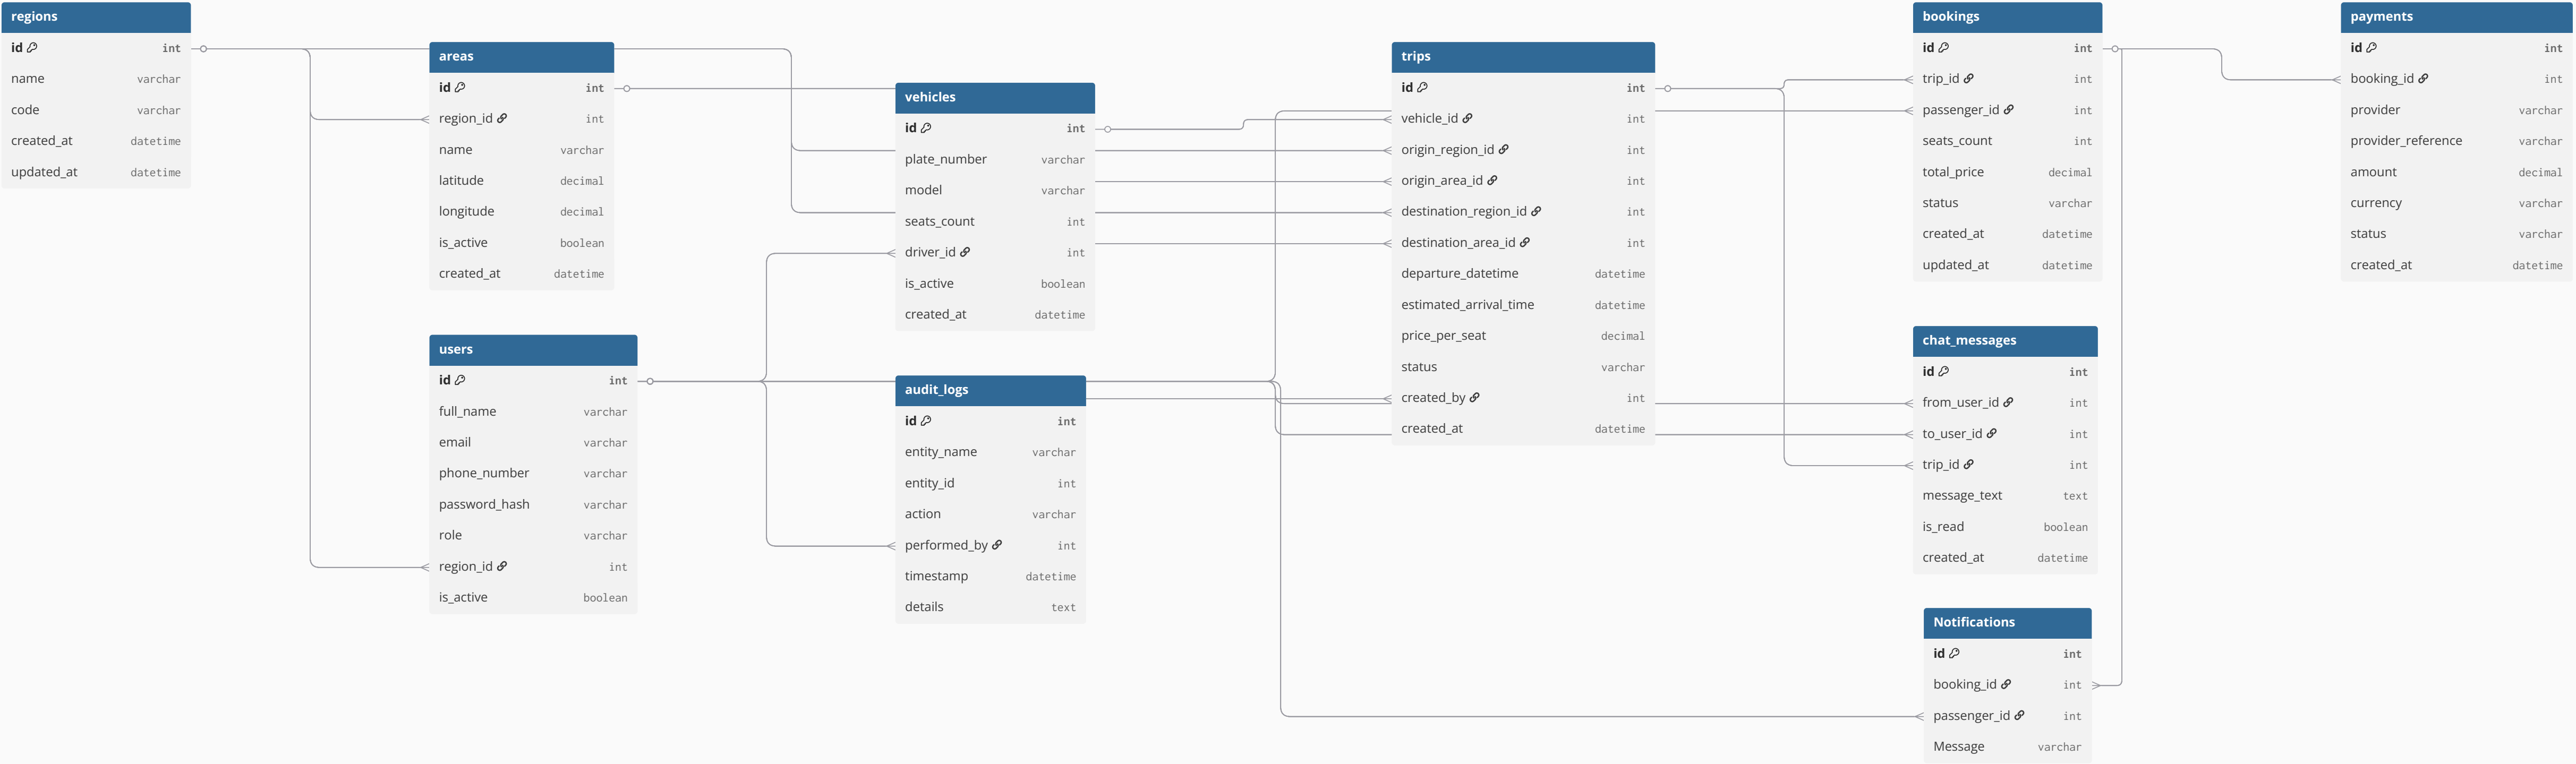 regions
id int
name varchar
code varchar
created_at datetime
updated_at datetime
areas
id int
region_id int
name varchar
latitude decimal
longitude decimal
is_active boolean
created_at datetime
users
id int
full_name varchar
email varchar
phone_number varchar
password_hash varchar
role varchar
region_id int
is_active boolean
vehicles
id int
plate_number varchar
model varchar
seats_count int
driver_id int
is_active boolean
created_at datetime
audit_logs
id int
entity_name varchar
entity_id int
action varchar
performed_by int
timestamp datetime
details text
trips
id int
vehicle_id int
origin_region_id int
origin_area_id int
destination_region_id int
destination_area_id int
departure_datetime datetime
estimated_arrival_time datetime
price_per_seat decimal
status varchar
created_by int
created_at datetime
bookings
id int
trip_id int
passenger_id int
seats_count int
total_price decimal
status varchar
created_at datetime
updated_at datetime
chat_messages
id int
from_user_id int
to_user_id int
trip_id int
message_text text
is_read boolean
created_at datetime
Notifications
id int
booking_id int
passenger_id int
Message varchar
payments
id int
booking_id int
provider varchar
provider_reference varchar
amount decimal
currency varchar
status varchar
created_at datetime